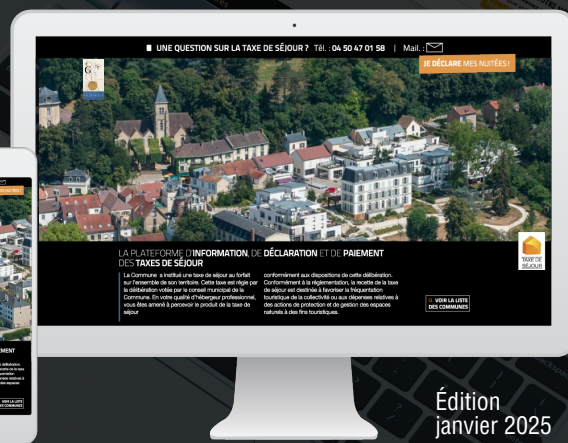 UNE QUESTION SUR LA TAXE DE SÉJOUR ? Tél. : 04 50 47 01 58 | Mail. :
JE DÉCLARE MES NUITÉES !
LA PLATEFORME D'INFORMATION, DE DÉCLARATION ET DE PAIEMENT
DES TAXES DE SÉJOUR
La Commune a institué une taxe de séjour au forfait
sur l'ensemble de son territoire. Cette taxe est régie par
la délibération votée par le conseil municipal de la
Commune. En votre qualité d'hébergeur professionnel,
vous êtes amené à percevoir le produit de la taxe de
séjour
conformément aux dispositions de cette délibération.
Conformément à la réglementation, la recette de la taxe
de séjour est destinée à favoriser la fréquentation
touristique de la collectivité ou aux dépenses relatives à
des actions de protection et de gestion des espaces
naturels à des fins touristiques.
TAXE DE
SÉJOUR
VOIR LA LISTE
DES COMMUNES
VOIR LA LISTE
DES COMMUNES
Édition
janvier 2025